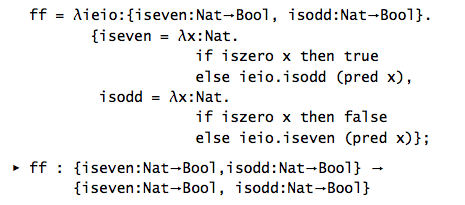 ff = λieio:{iseven:Nat→Bool, isodd:Nat→Bool}.
{iseven = λx:Nat.
if iszero x then true
else ieio.isodd (pred x),
isodd = λx:Nat.
if iszero x then false
else ieio.iseven (pred x)};
▸ ff : {iseven:Nat→Bool,isodd:Nat→Bool} →
{iseven:Nat→Bool, isodd:Nat→Bool}